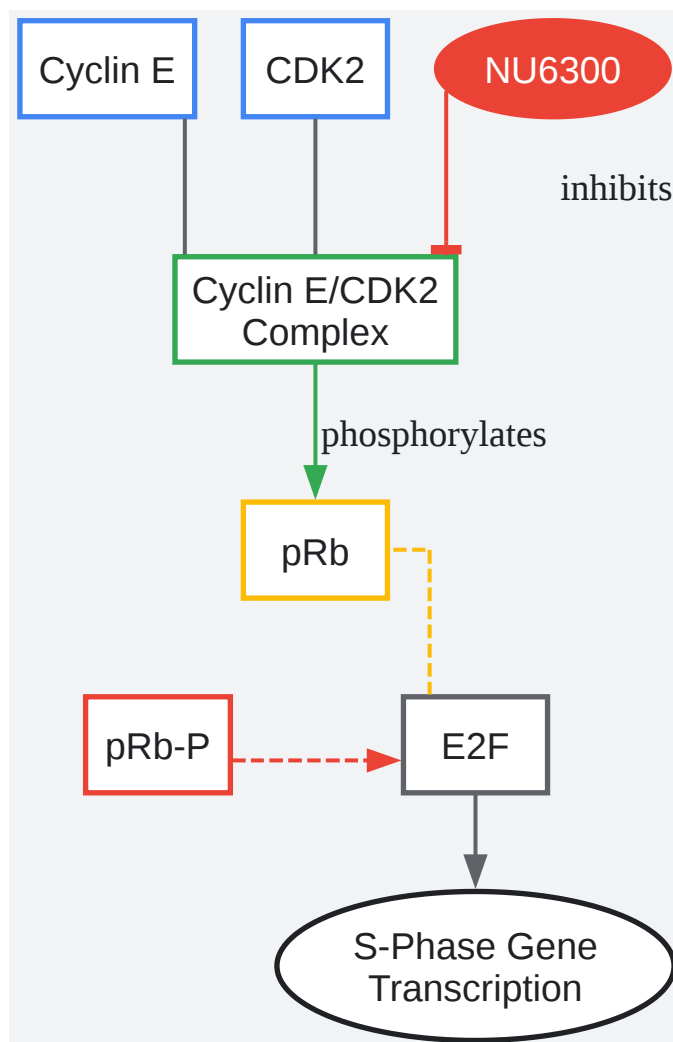 Cyclin E
CDK2
NU6300
inhibits
Cyclin E/CDK2
Complex
phosphorylates
pRb
pRb-P
E2F
S-Phase Gene
Transcription